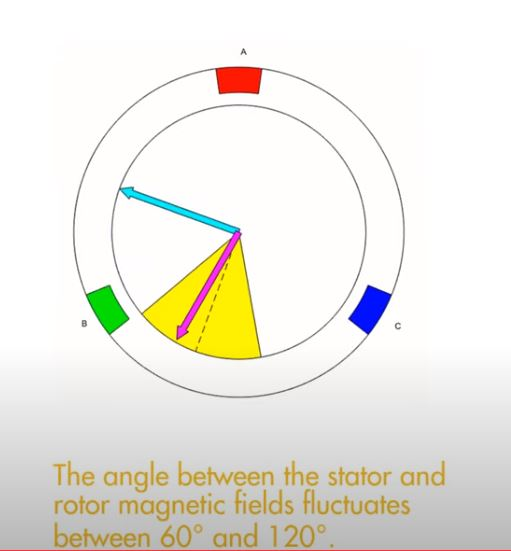 A
B
C
The angle between the stator and
rotor magnetic fields fluctuates
between 60° and 120°.